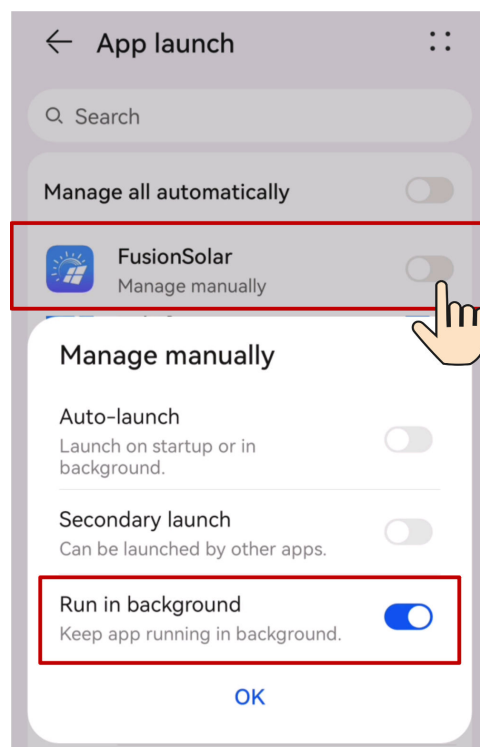 App launch
Search
Manage all automatically
FusionSolar
Manage manually
Manage manually
Auto-launch
Launch on startup or in
background.
Secondary launch
Can be launched by other apps.
Run in background
Keep app running in background.
OK